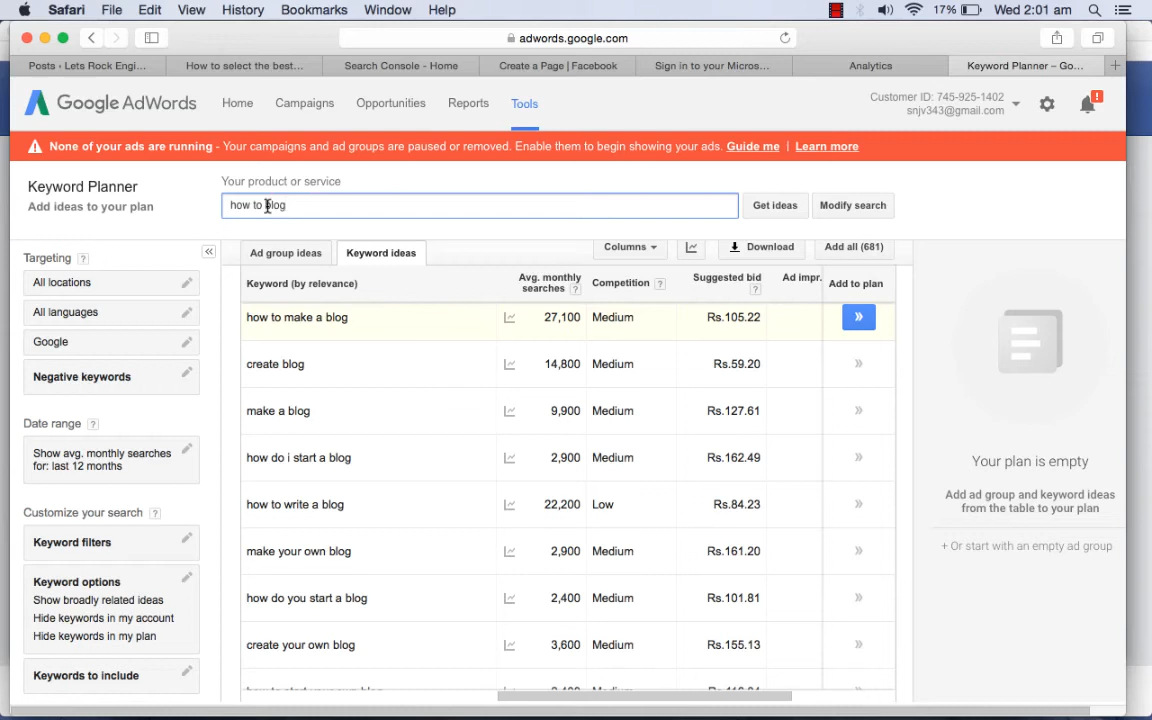 Safari File Edit View History Bookmarks Window Help 17% Wed 2:01 am
adwords.google.com
Posts ‹ Lets Rock Engi... How to select the best... Search Console - Home Create a Page | Facebook Sign in to your Micros... Analytics Keyword Planner – Go... +
Google AdWords Home Campaigns Opportunities Reports Tools
Customer ID: 745-925-1402
snjv343@gmail.com
!
None of your ads are running - Your campaigns and ad groups are paused or removed. Enable them to begin showing your ads. Guide me | Learn more
Keyword Planner
Add ideas to your plan
Your product or service
how to blog
Get ideas Modify search
Targeting ?
All locations
All languages
Google
Negative keywords
Date range ?
Show avg. monthly searches
for: last 12 months
Customize your search ?
Keyword filters
Keyword options
Show broadly related ideas
Hide keywords in my account
Hide keywords in my plan
Keywords to include
«
Ad group ideas Keyword ideas Columns Download Add all (681)
Keyword (by relevance) Avg. monthly searches ? Competition ? Suggested bid ? Ad impr. Add to plan
how to make a blog 27,100 Medium Rs.105.22 »
create blog 14,800 Medium Rs.59.20 »
make a blog 9,900 Medium Rs.127.61 »
how do i start a blog 2,900 Medium Rs.162.49 »
how to write a blog 22,200 Low Rs.84.23 »
make your own blog 2,900 Medium Rs.161.20 »
how do you start a blog 2,400 Medium Rs.101.81 »
create your own blog 3,600 Medium Rs.155.13 »
Your plan is empty
Add ad group and keyword ideas
from the table to your plan
+ Or start with an empty ad group